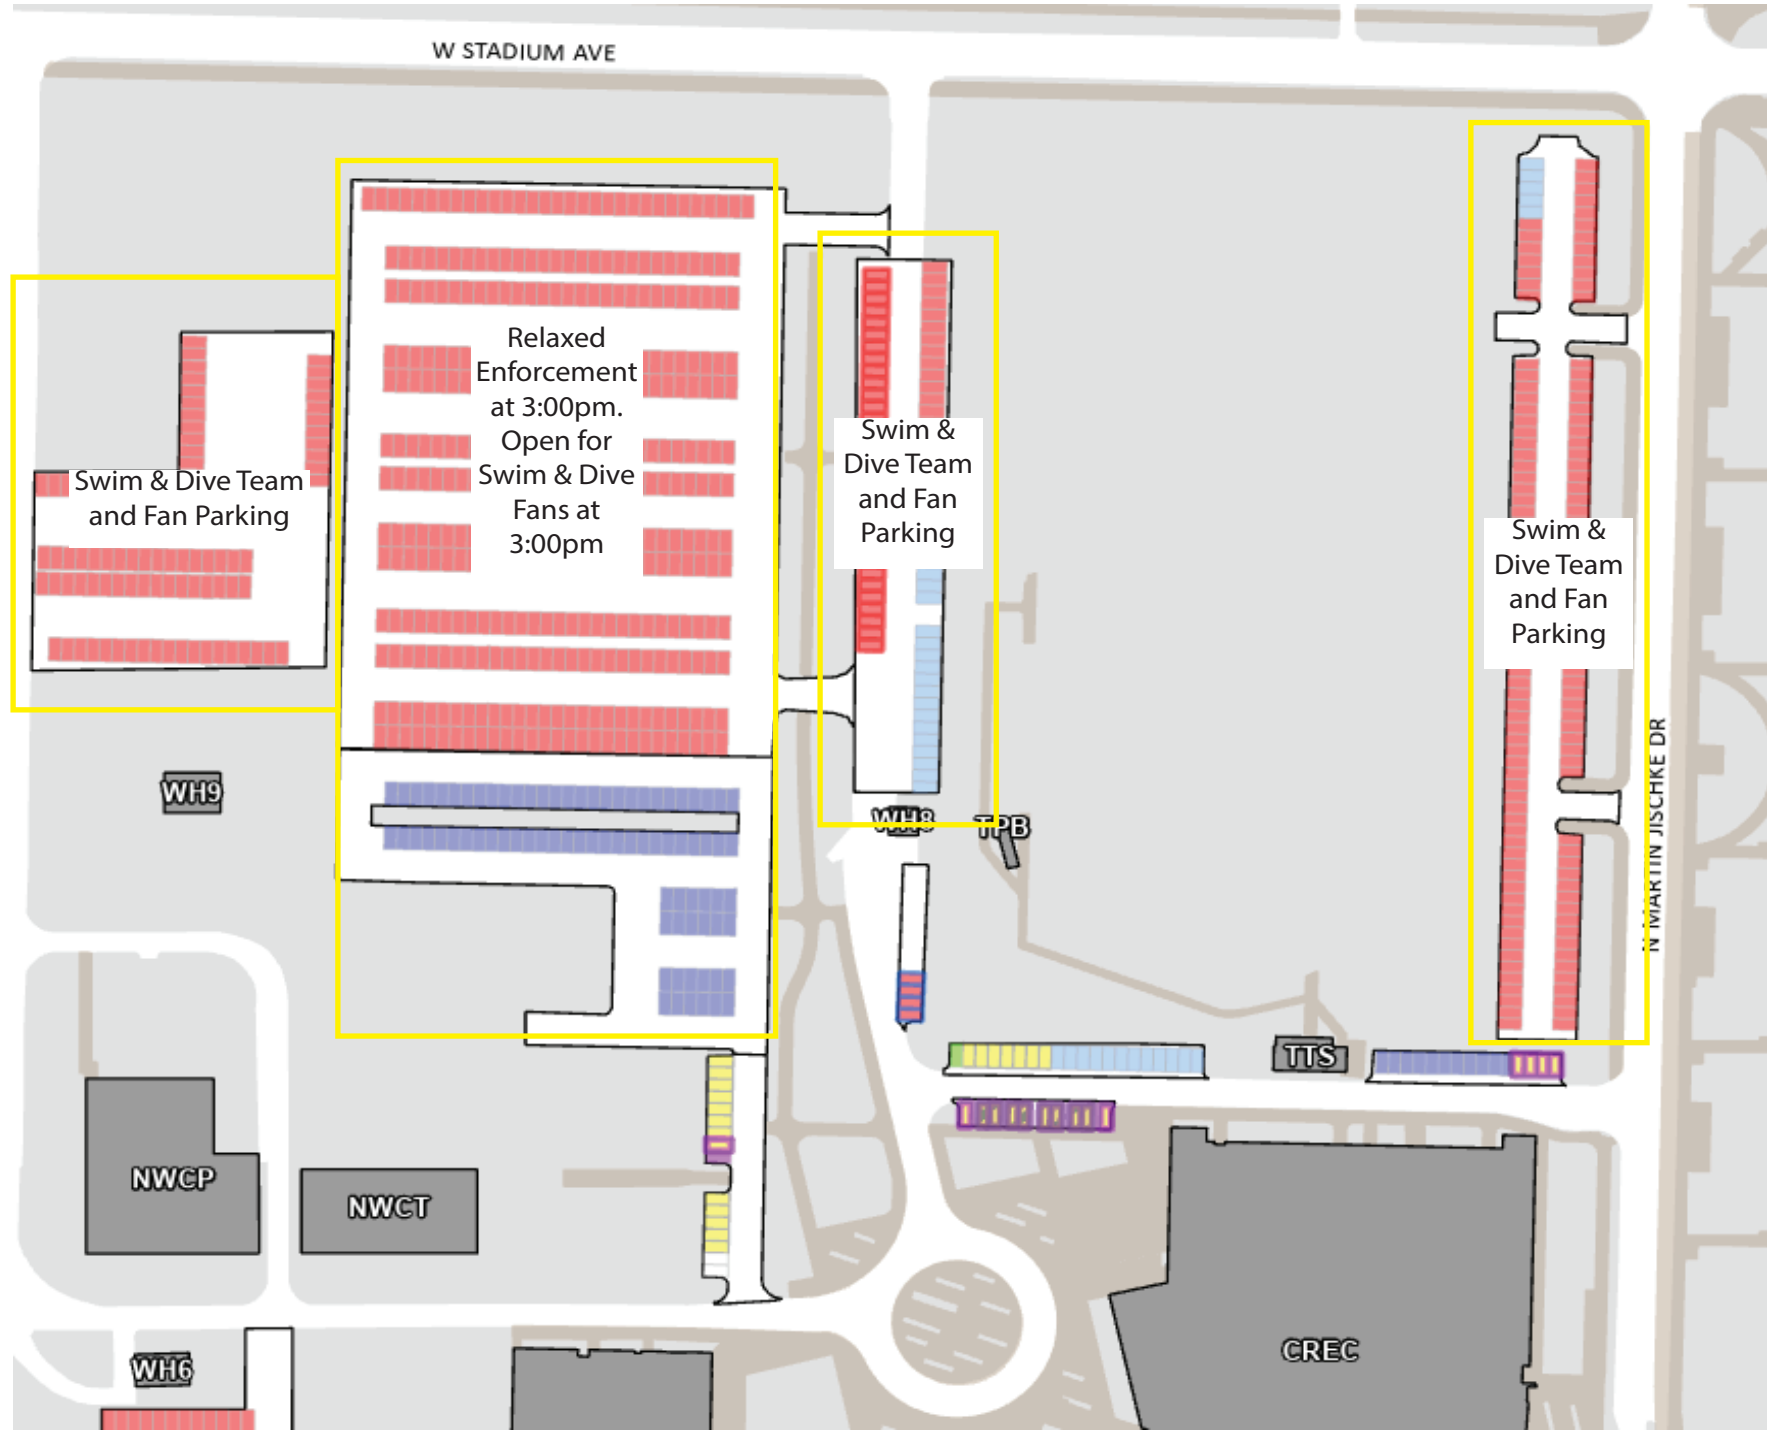 W STADIUM AVE
Relaxed
Enforcement
at 3:00pm.
Open for
Swim & Dive
Fans at
3:00pm
Swim & Dive Team
and Fan Parking
Swim &
Dive Team
and Fan
Parking
Swim &
Dive Team
and Fan
Parking
N MARTIN JISCHKE DR
WH9
WH8
TPB
TTS
NWCP
NWCT
CREC
WH6